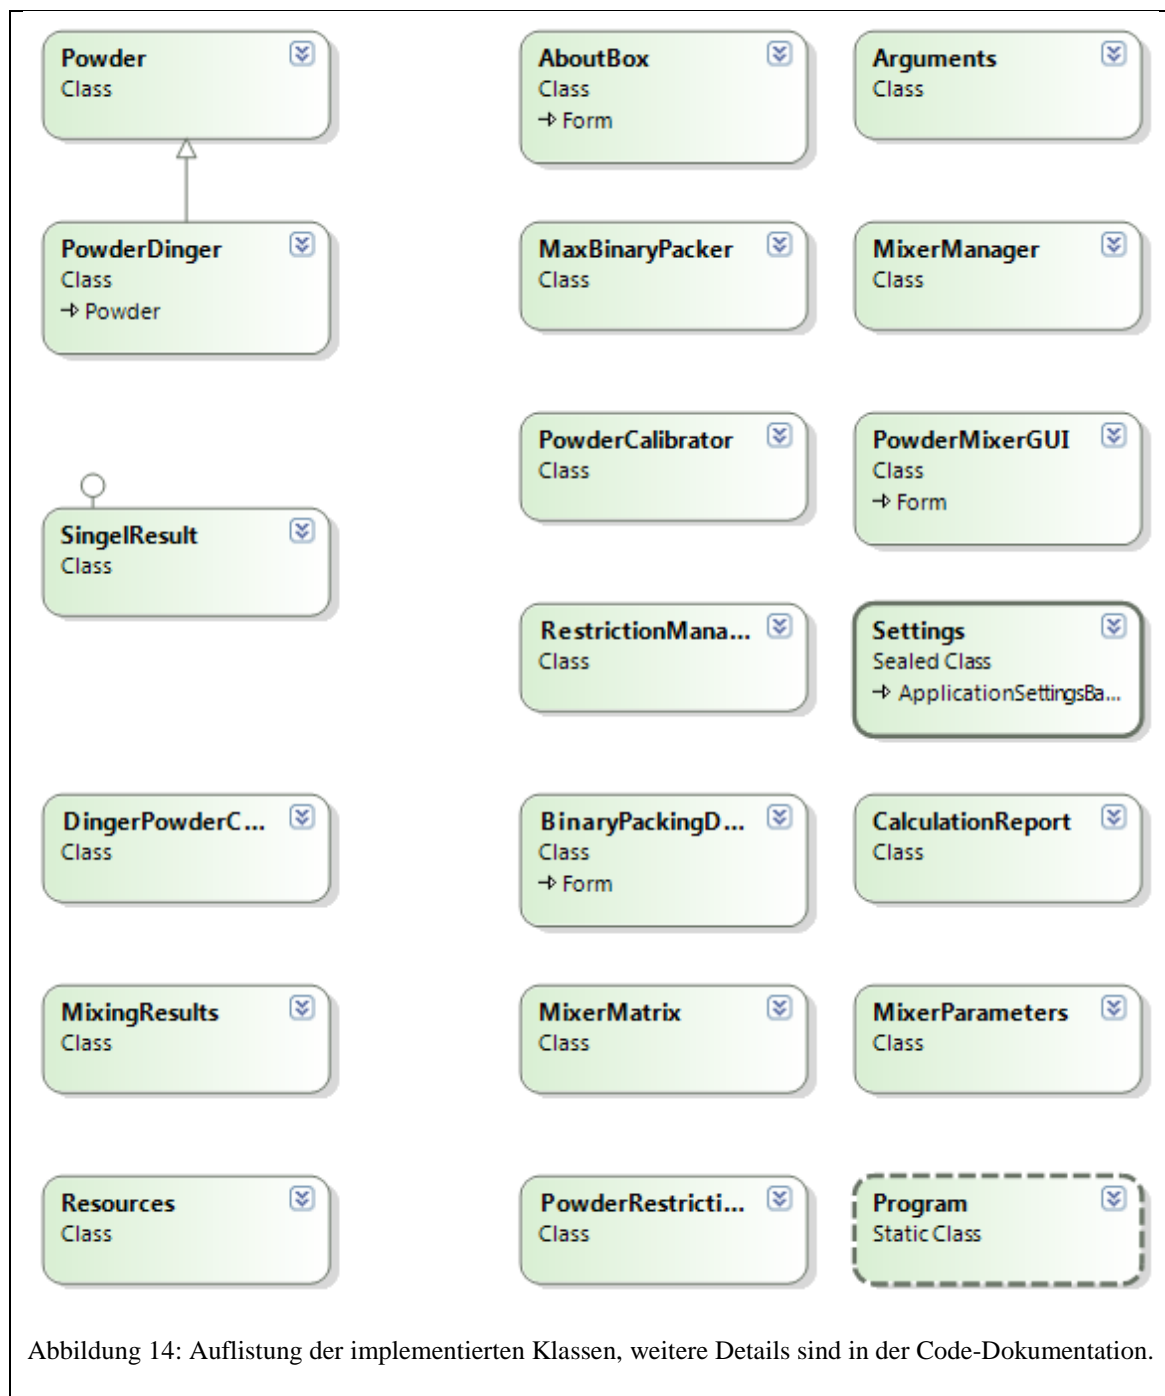 Powder
Class
AboutBox
Class
Form
Arguments
Class
PowderDinger
Class
Powder
MaxBinaryPacker
Class
MixerManager
Class
PowderCalibrator
Class
PowderMixerGUI
Class
Form
SingelResult
Class
RestrictionMana...
Class
Settings
Sealed Class
ApplicationSettingsBa...
DingerPowderC...
Class
BinaryPackingD...
Class
Form
CalculationReport
Class
MixingResults
Class
MixerMatrix
Class
MixerParameters
Class
Resources
Class
PowderRestricti...
Class
Program
Static Class
Abbildung 14: Auflistung der implementierten Klassen, weitere Details sind in der Code-Dokumentation.